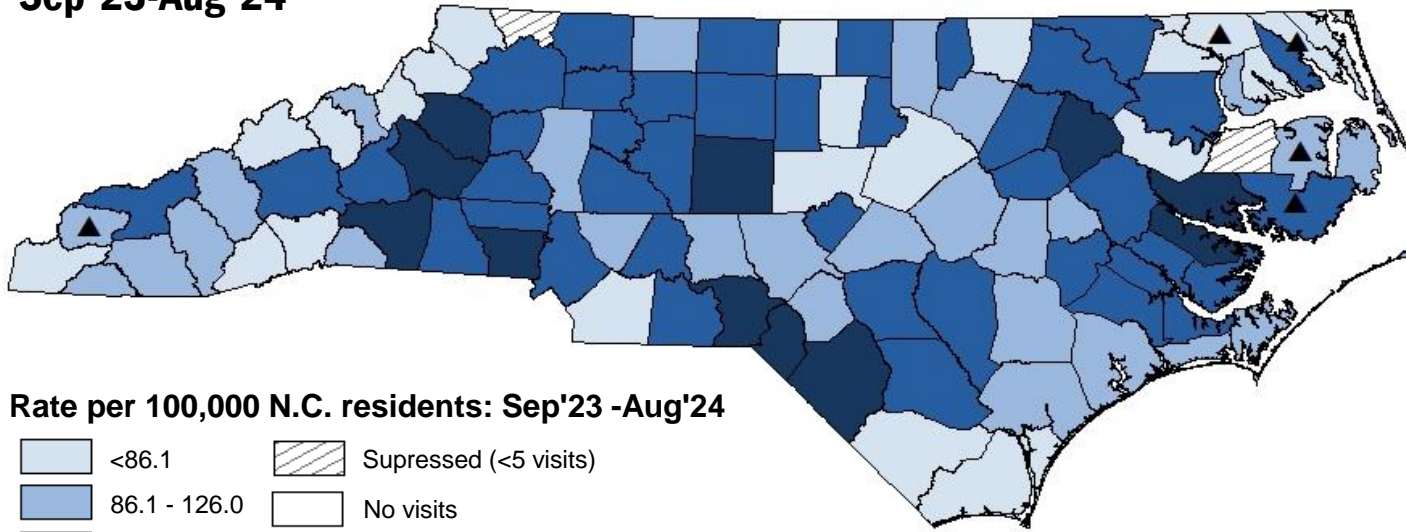 Sep'23-Aug'24
Rate per 100,000 N.C. residents: Sep'23 -Aug'24
<86.1
Supressed (<5 visits)
86.1 - 126.0
No visits